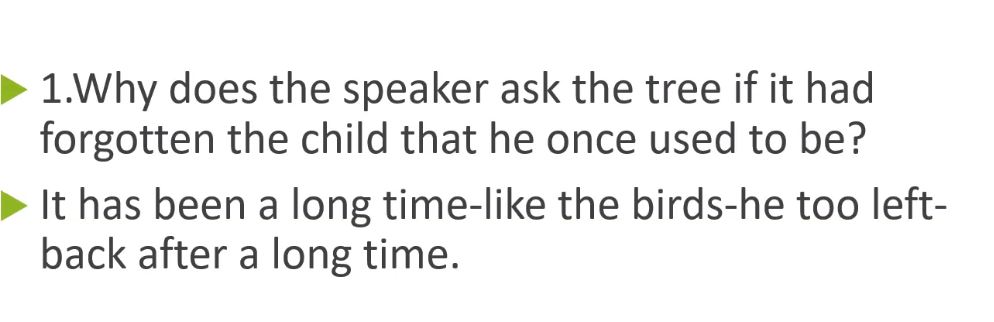 1.Why does the speaker ask the tree if it had
forgotten the child that he once used to be?
It has been a long time-like the birds-he too left-
back after a long time.